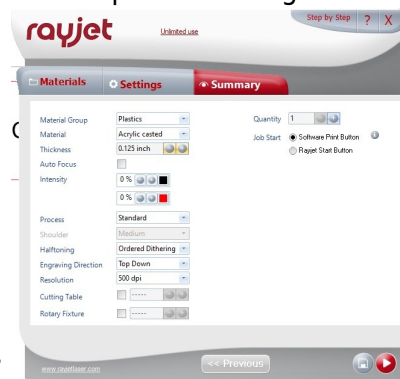 rayjet
Unlimited use
Step by Step ? X
Materials
Settings
Summary
Material Group Plastics
Quantity 1
Material Acrylic casted
Job Start Software Print Button
Thickness 0.125 inch
Rayjet Start Button
Auto Focus
Intensity 0 %
0 %
Process Standard
Shoulder Medium
Halftoning Ordered Dithering
Engraving Direction Top Down
Resolution 500 dpi
Cutting Table -----
Rotary Fixture -----
<< Previous
www.rayjetlaser.com